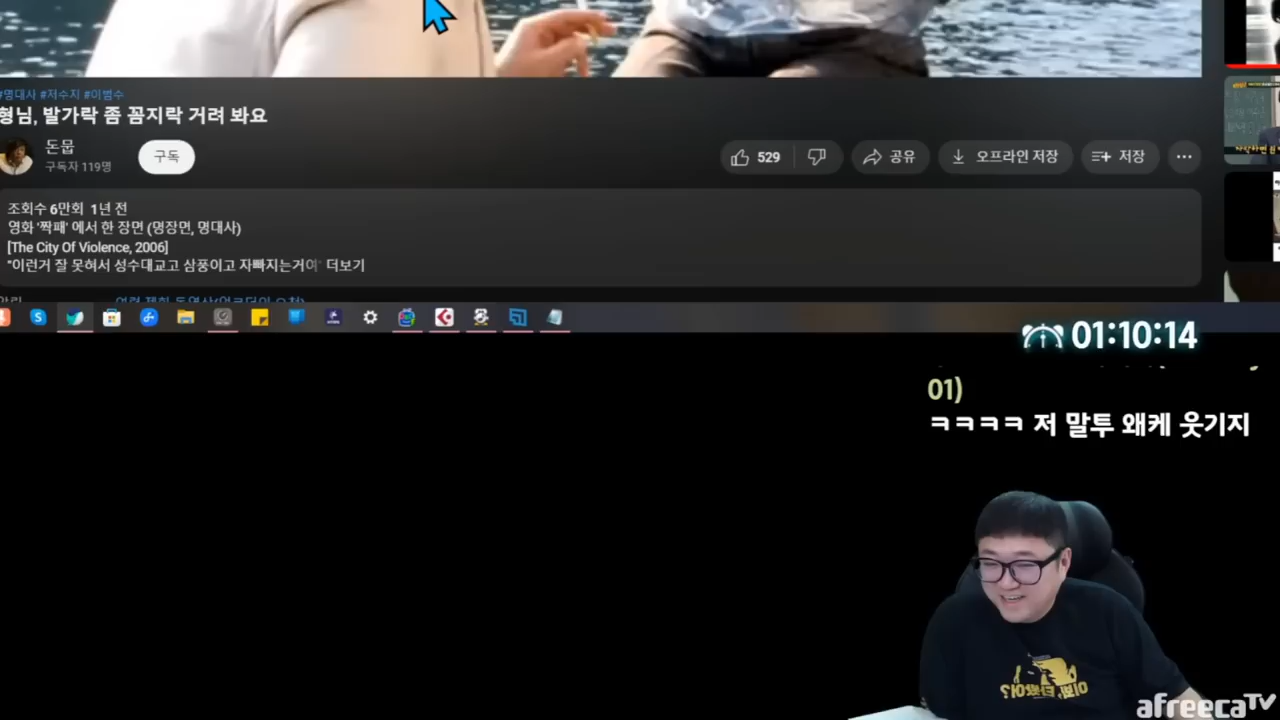 #명대사 #저수지 #이범수
형님, 발가락 좀 꼼지락 거려 봐요
돈뭅
구독자 119명
구독
529
공유
오프라인 저장
저장
조회수 6만회 1년 전
영화 '짝패' 에서 한 장면 (명장면, 명대사)
[The City Of Violence, 2006]
"이런거 잘 못혀서 성수대교고 삼풍이고 자빠지는거여" 더보기
01:10:14
01)
ㅋㅋㅋㅋ 저 말투 왜케 웃기지
afreecaTV